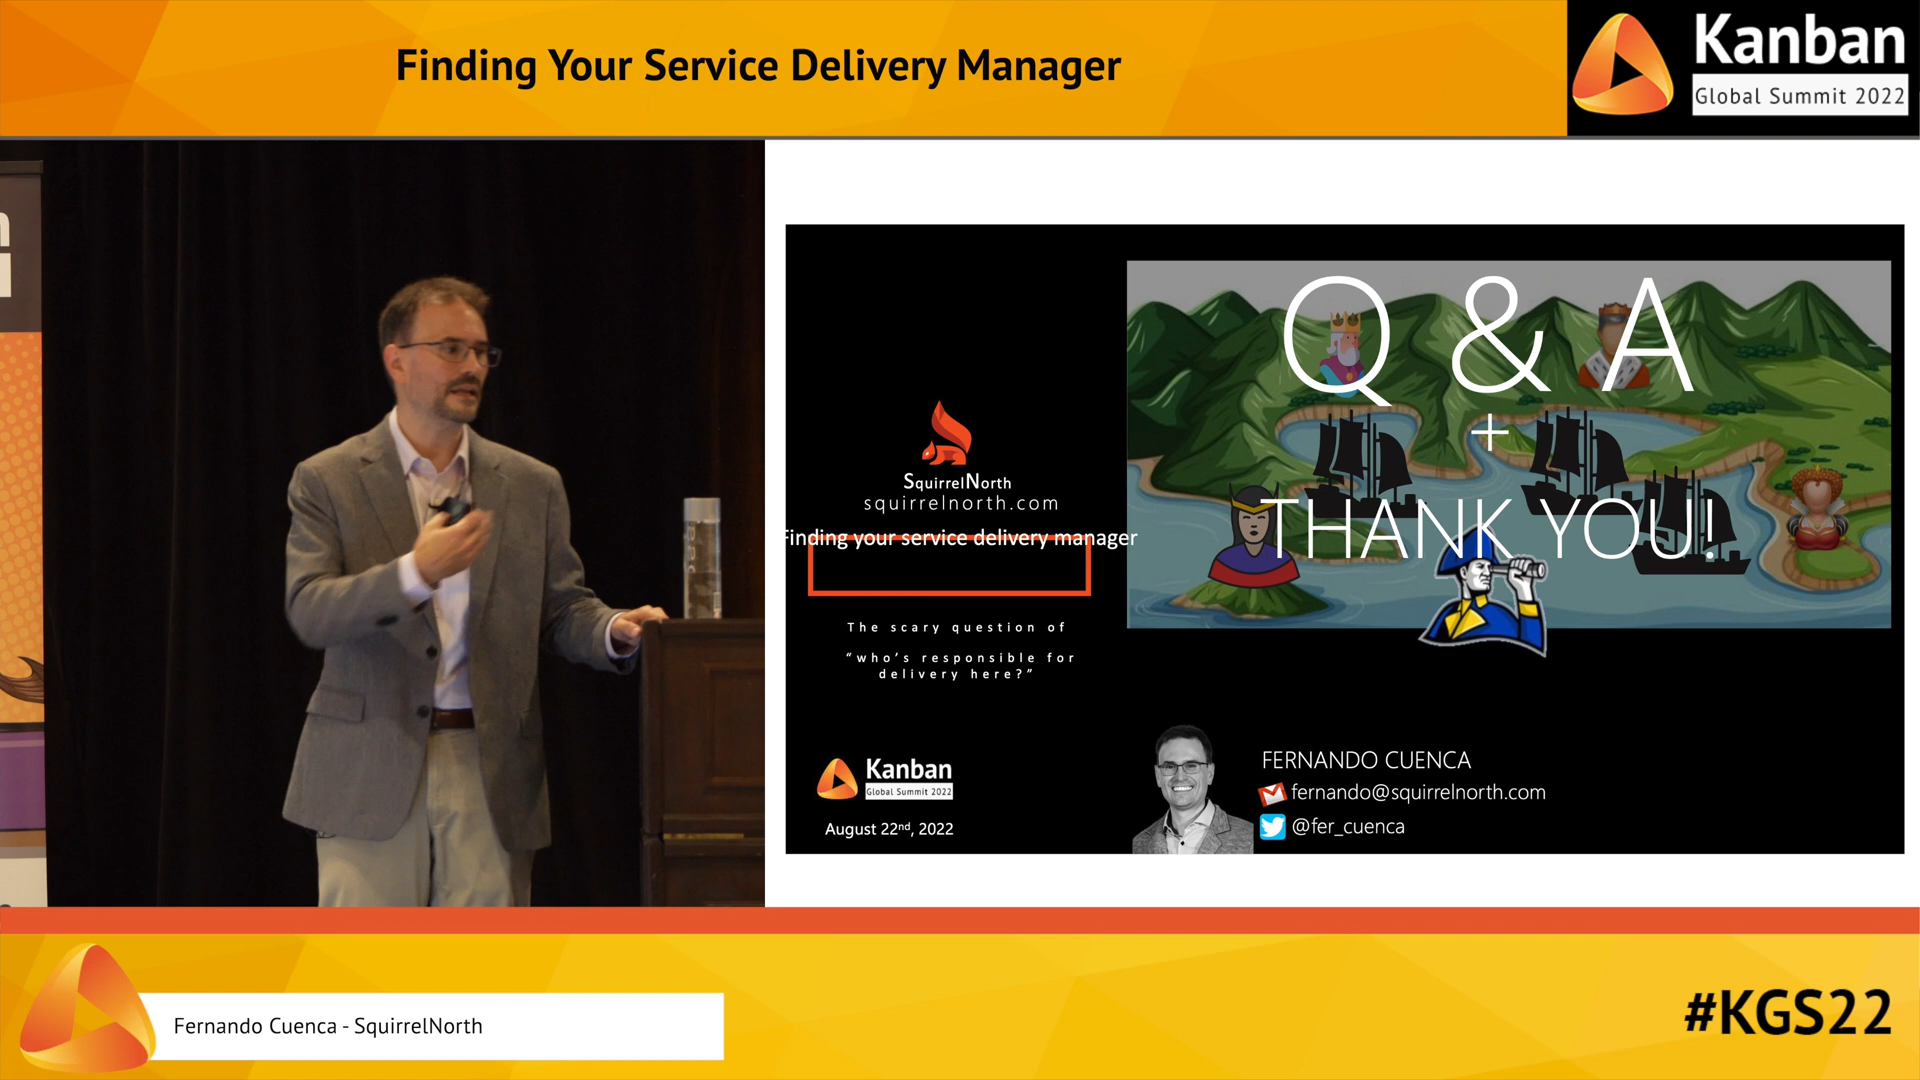 Finding Your Service Delivery Manager
Kanban
Global Summit 2022
Q & A
+
THANK YOU!
SquirrelNorth
squirrelnorth.com
Finding your service delivery manager
The scary question of
“who's responsible for
delivery here?”
Kanban
Global Summit 2022
August 22nd, 2022
FERNANDO CUENCA
fernando@squirrelnorth.com
@fer_cuenca
Fernando Cuenca - SquirrelNorth
#KGS22